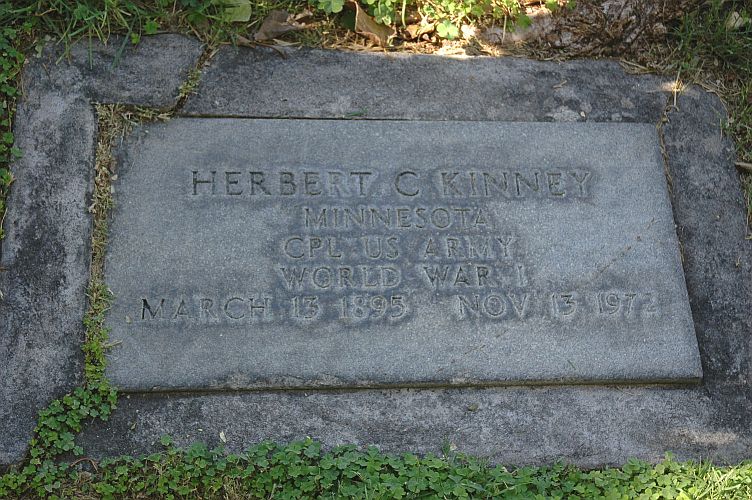 HERBERT C KINNEY
MINNESOTA
CPL US ARMY
WORLD WAR I
MARCH 13 1895 NOV 13 1972